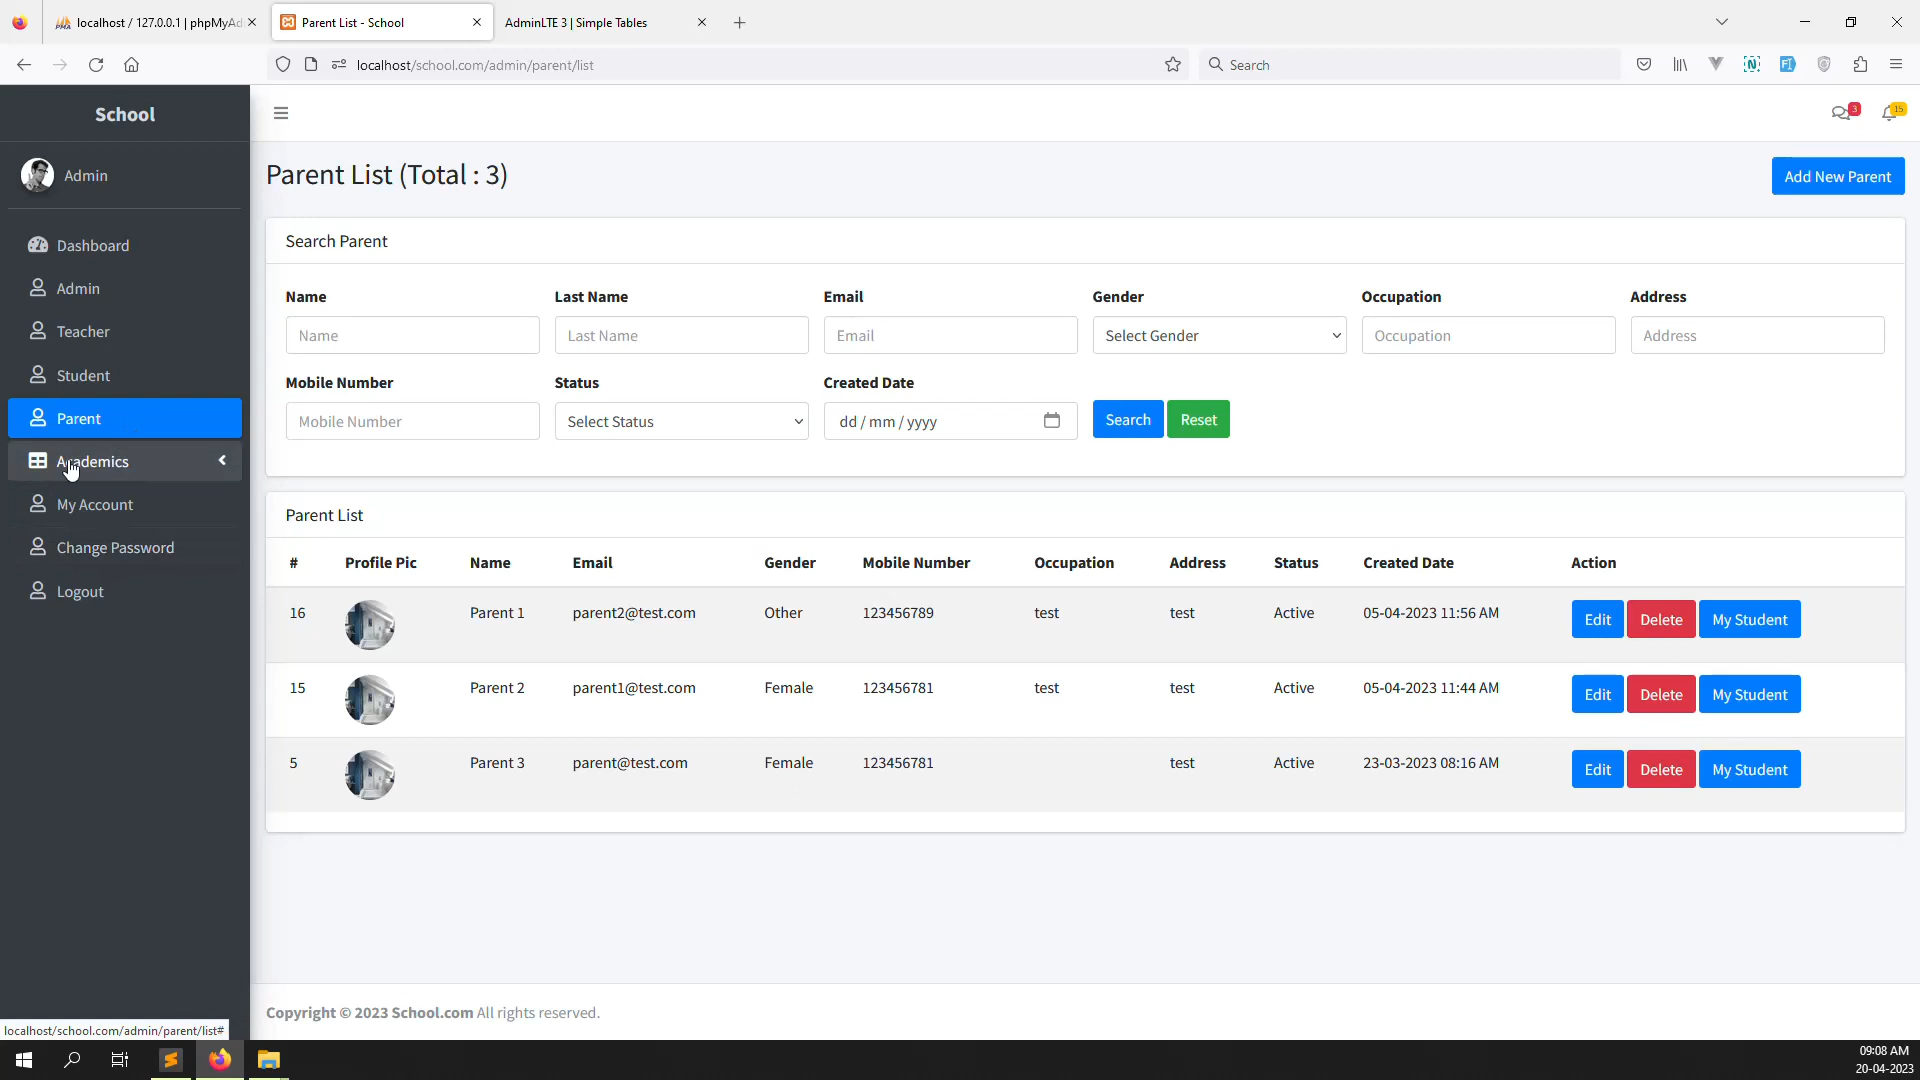 localhost / 127.0.0.1 | phpMyAd
Parent List - School
AdminLTE 3 | Simple Tables
localhost/school.com/admin/parent/list
Search
School
3
15
Admin
Parent List (Total : 3)
Add New Parent
Dashboard
Admin
Teacher
Student
Parent
Academics
My Account
Change Password
Logout
Search Parent
Name Last Name Email Gender Occupation Address
Name Last Name Email Select Gender Occupation Address
Mobile Number Status Created Date
Mobile Number Select Status dd / mm / yyyy Search Reset
Parent List
# Profile Pic Name Email Gender Mobile Number Occupation Address Status Created Date Action
16 Parent 1 parent2@test.com Other 123456789 test test Active 05-04-2023 11:56 AM Edit Delete My Student
15 Parent 2 parent1@test.com Female 123456781 test test Active 05-04-2023 11:44 AM Edit Delete My Student
5 Parent 3 parent@test.com Female 123456781 test Active 23-03-2023 08:16 AM Edit Delete My Student
Copyright © 2023 School.com All rights reserved.
localhost/school.com/admin/parent/list#
09:08 AM
20-04-2023